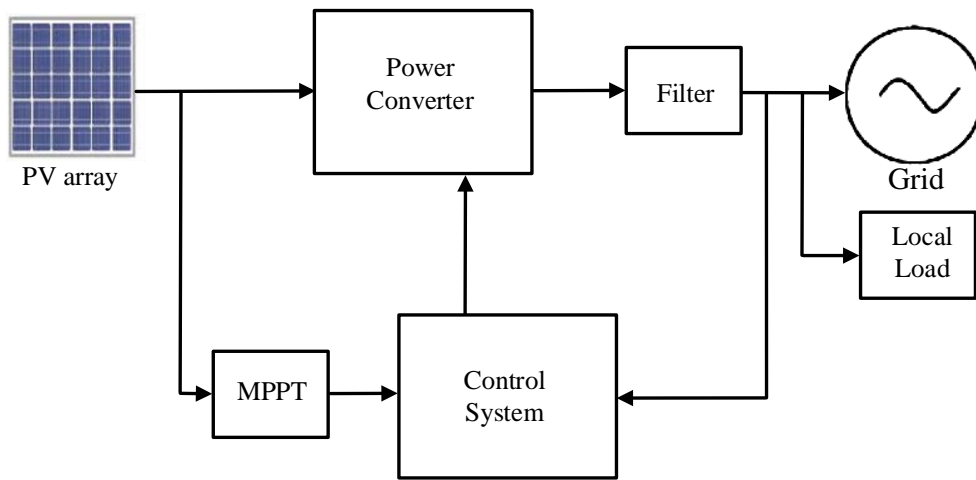 Power
Converter
Filter
PV array
Grid
Local
Load
MPPT
Control
System